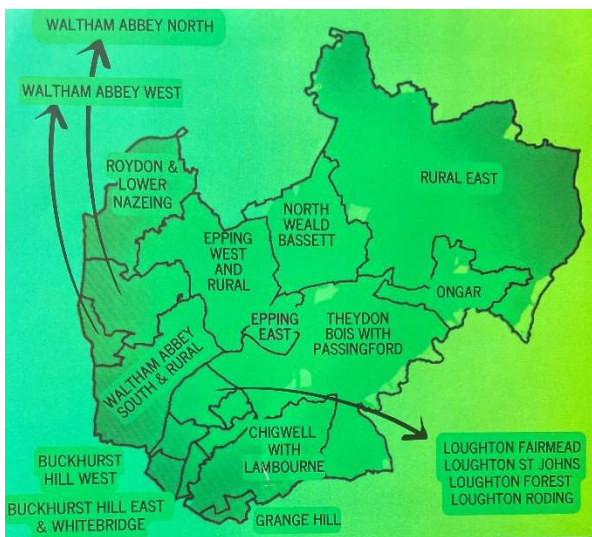 WALTHAM ABBEY NORTH
WALTHAM ABBEY WEST
ROYDON &
LOWER
NAZEING
RURAL EAST
NORTH
WEALD
BASSETT
EPPING
WEST
AND
RURAL
ONGAR
EPPING
EAST
THEYDON
BOIS WITH
PASSINGFORD
WALTHAM ABBEY
SOUTH & RURAL
CHIGWELL
WITH
LAMBOURNE
LOUGHTON FAIRMEAD
LOUGHTON ST JOHNS
LOUGHTON FOREST
LOUGHTON RODING
BUCKHURST
HILL WEST
BUCKHURST HILL EAST
& WHITEBRIDGE
GRANGE HILL